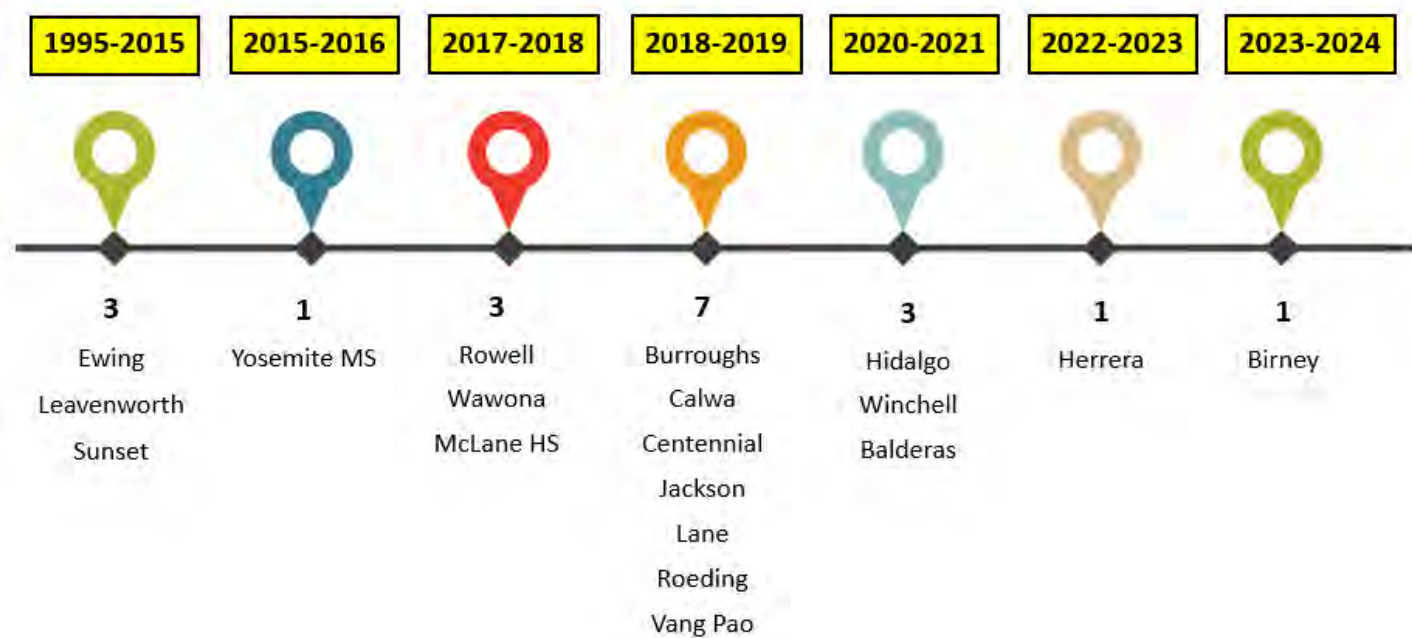 1995-2015
2015-2016
2017-2018
2018-2019
2020-2021
2022-2023
2023-2024
3
Ewing
Leavenworth
Sunset
1
Yosemite MS
3
Rowell
Wawona
McLane HS
7
Burroughs
Calwa
Centennial
Jackson
Lane
Roeding
Vang Pao
3
Hidalgo
Winchell
Balderas
1
Herrera
1
Birney